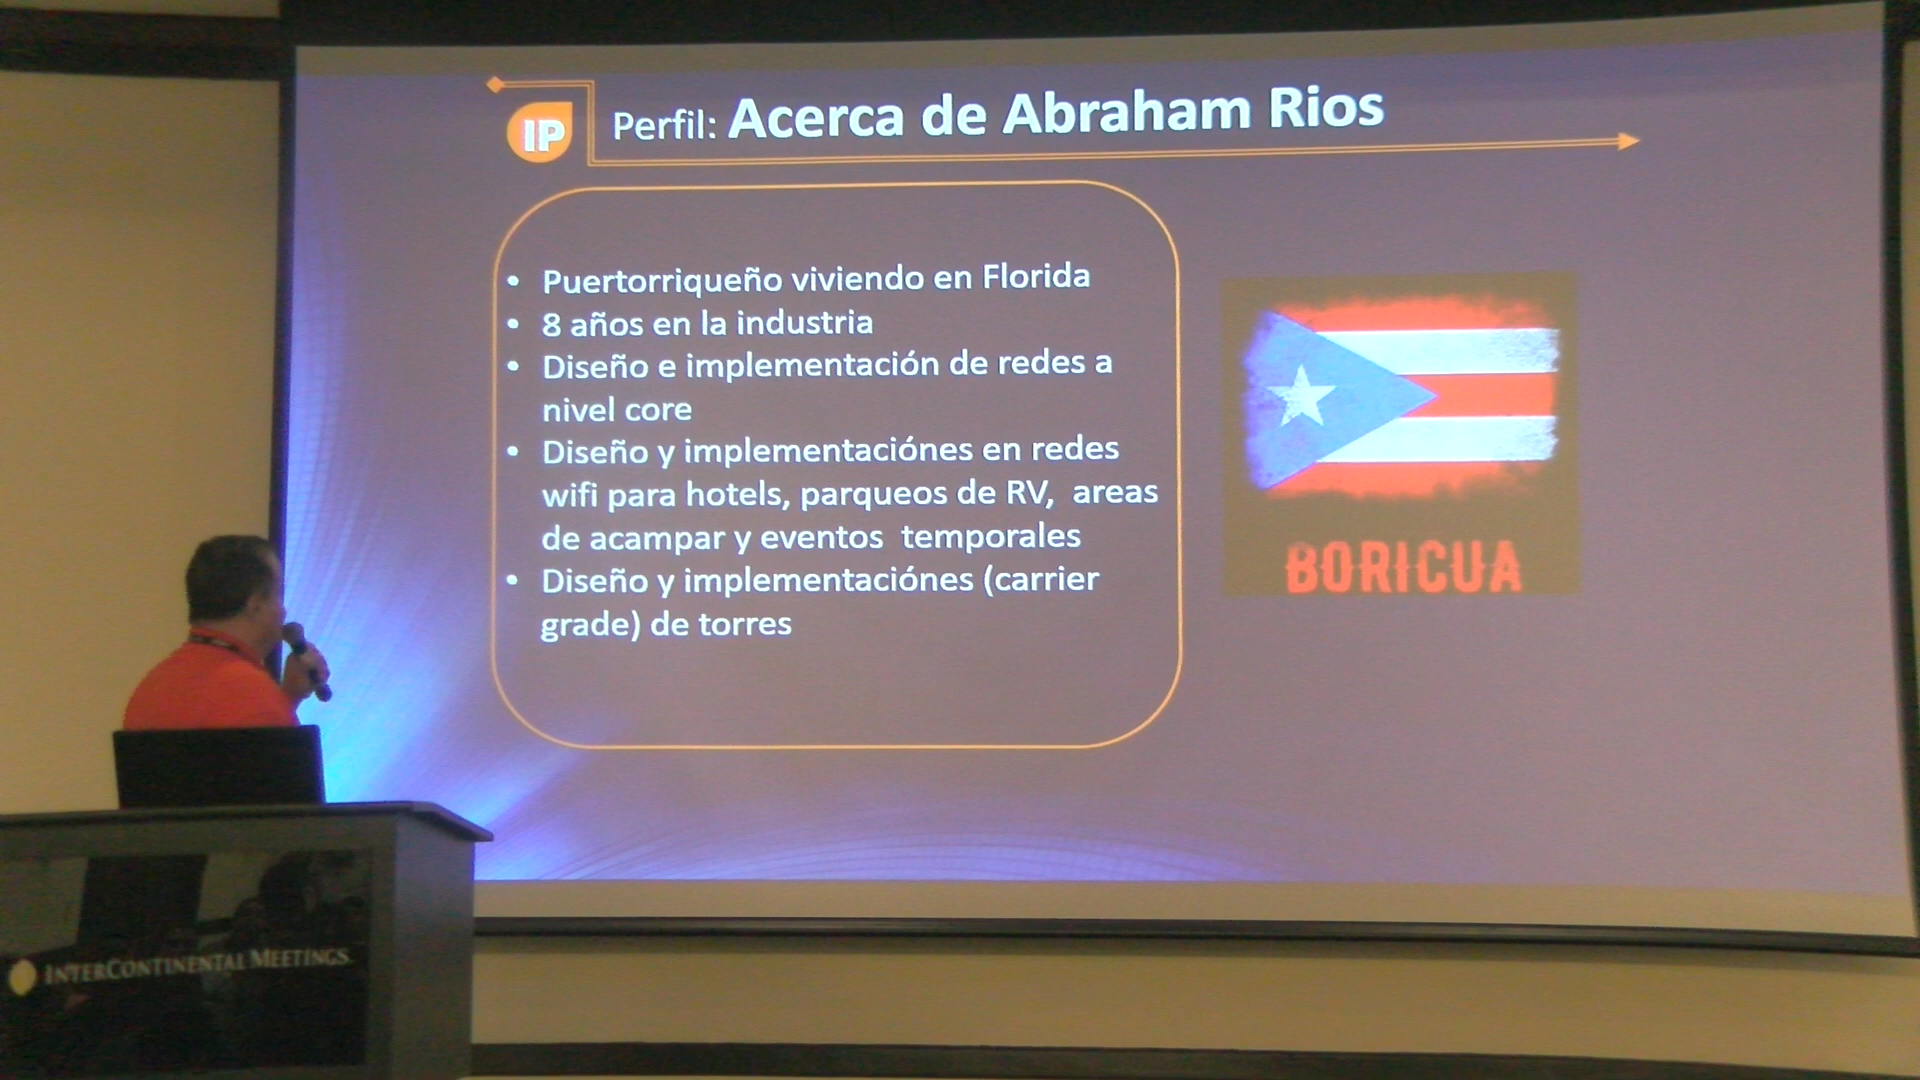 IP
Perfil: Acerca de Abraham Rios
• Puertorriqueño viviendo en Florida
• 8 años en la industria
• Diseño e implementación de redes a
nivel core
• Diseño y implementaciónes en redes
wifi para hotels, parqueos de RV, areas
de acampar y eventos temporales
• Diseño y implementaciónes (carrier
grade) de torres
BORICUA
INTERCONTINENTAL MEETINGS